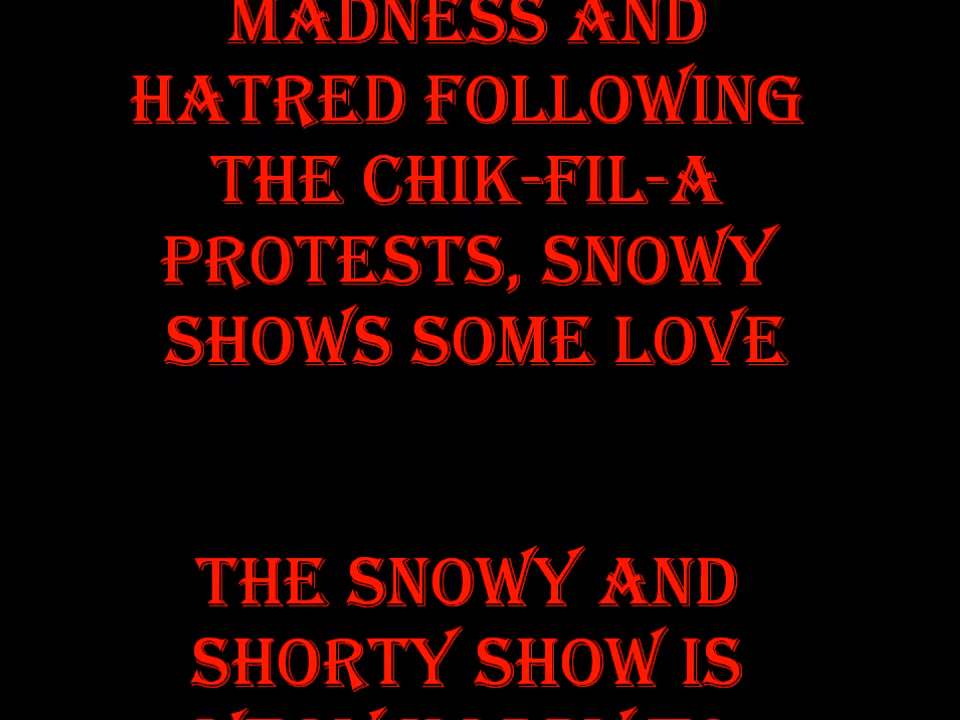 MADNESS AND
HATRED FOLLOWING
THE CHIK-FIL-A
PROTESTS, SNOWY
SHOWS SOME LOVE
THE SNOWY AND
SHORTY SHOW IS